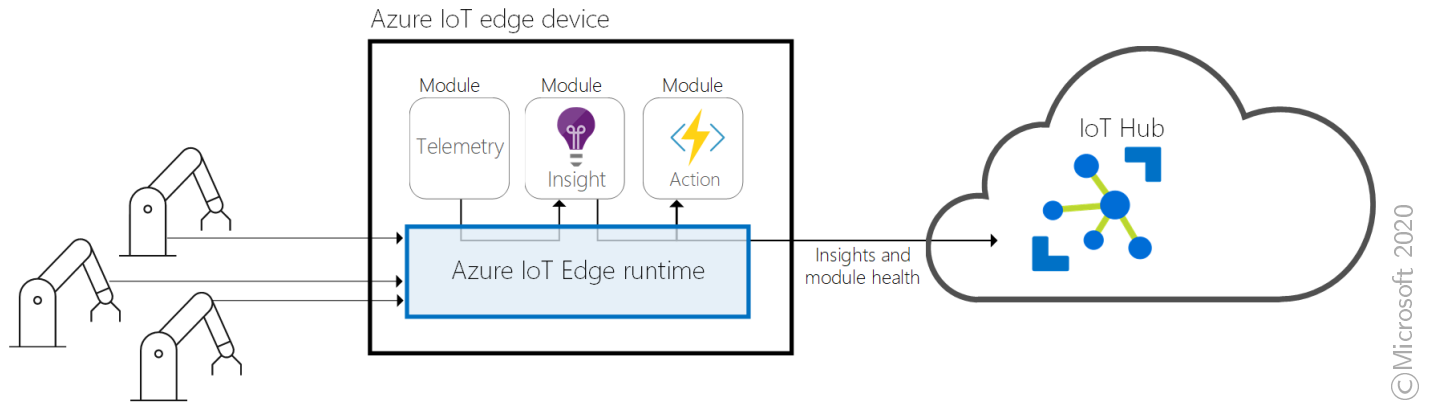 Azure IoT edge device
Module
Module
Module
Telemetry
Insight
Action
Azure IoT Edge runtime
Insights and
module health
IoT Hub
©Microsoft 2020